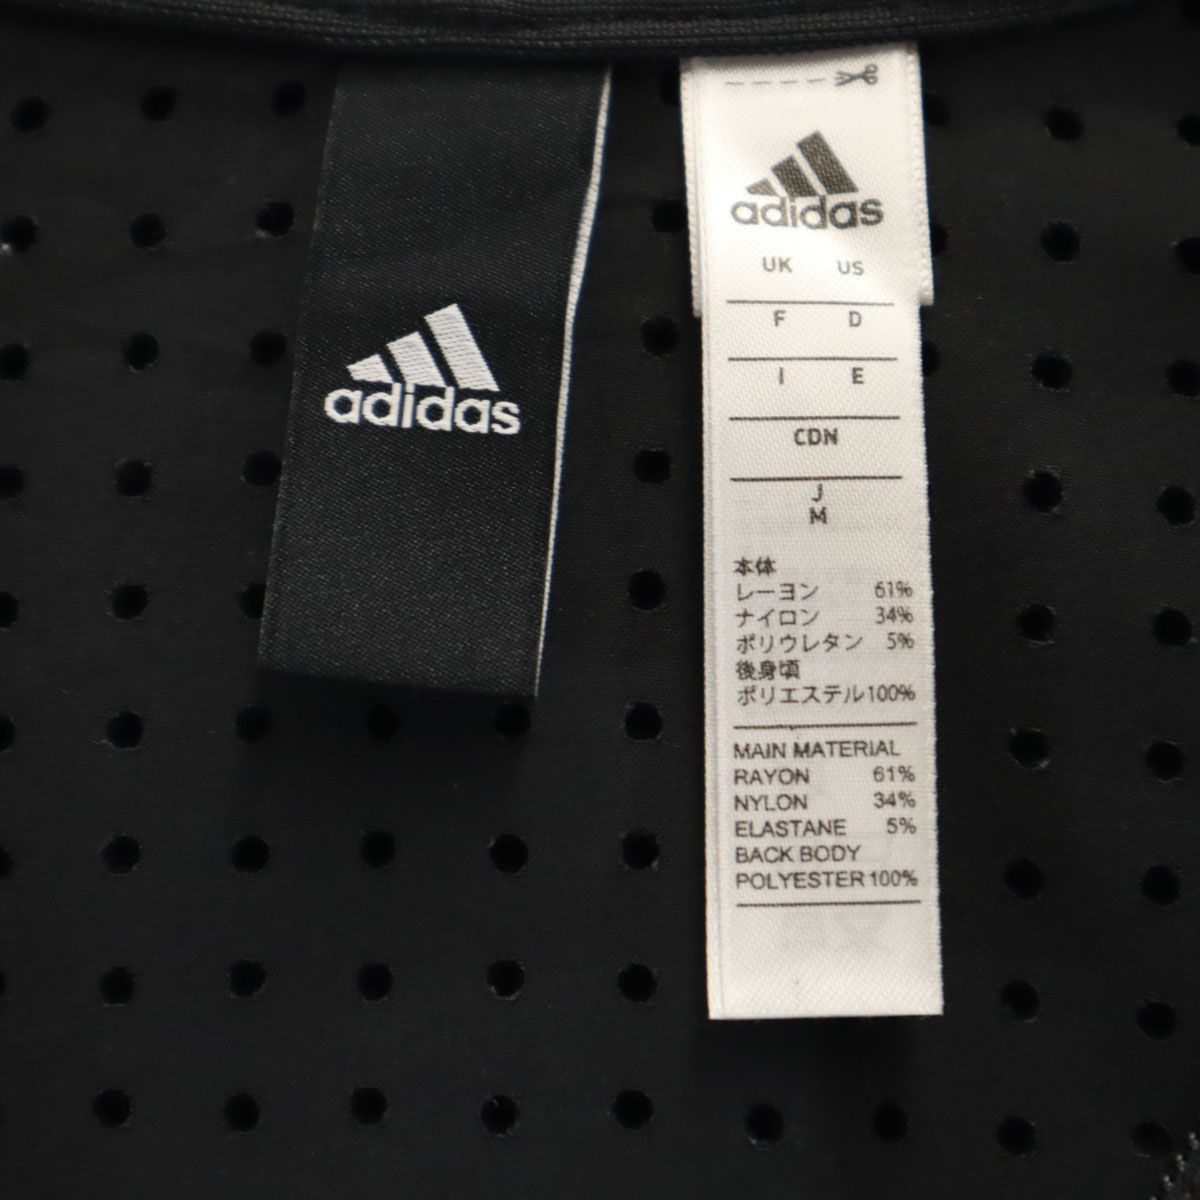 adidas
adidas
UK US
F D
I E
CDN
J
M
本体
レーヨン 61%
ナイロン 34%
ポリウレタン 5%
後身頃
ポリエステル100%
MAIN MATERIAL
RAYON 61%
NYLON 34%
ELASTANE 5%
BACK BODY
POLYESTER 100%